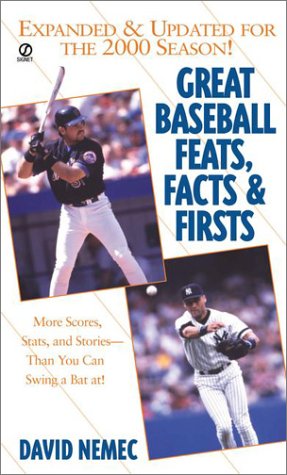 EXPANDED & UPDATED FOR
THE 2000 SEASON!
SIGNET
GREAT
BASEBALL
FEATS,
FACTS &
FIRSTS
More Scores,
Stats, and Stories—
Than You Can
Swing a Bat at!
DAVID NEMEC